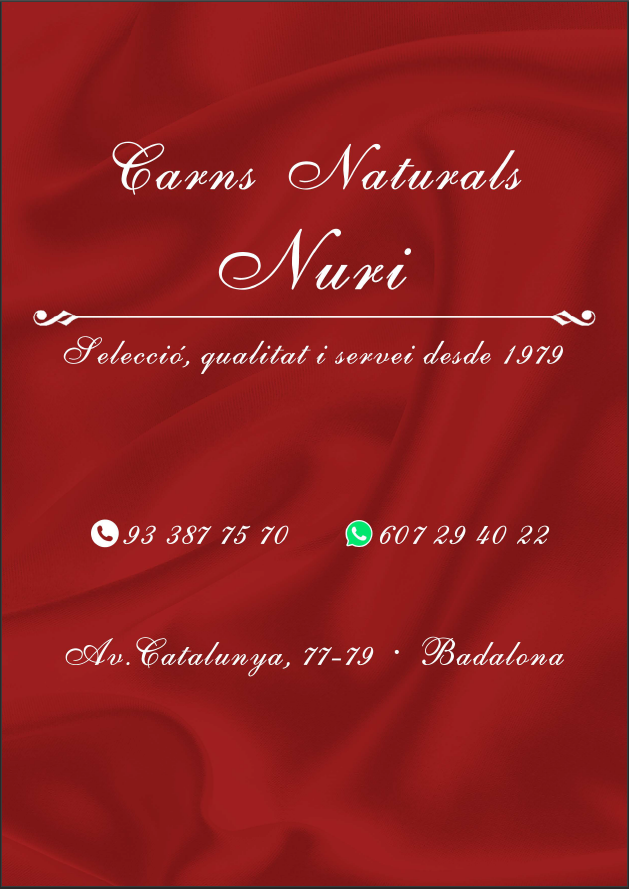 Carns Naturals
Nuri
Selecció, qualitat i servei desde 1979
93 387 75 70 607 29 40 22
Av.Catalunya, 77-79 · Badalona